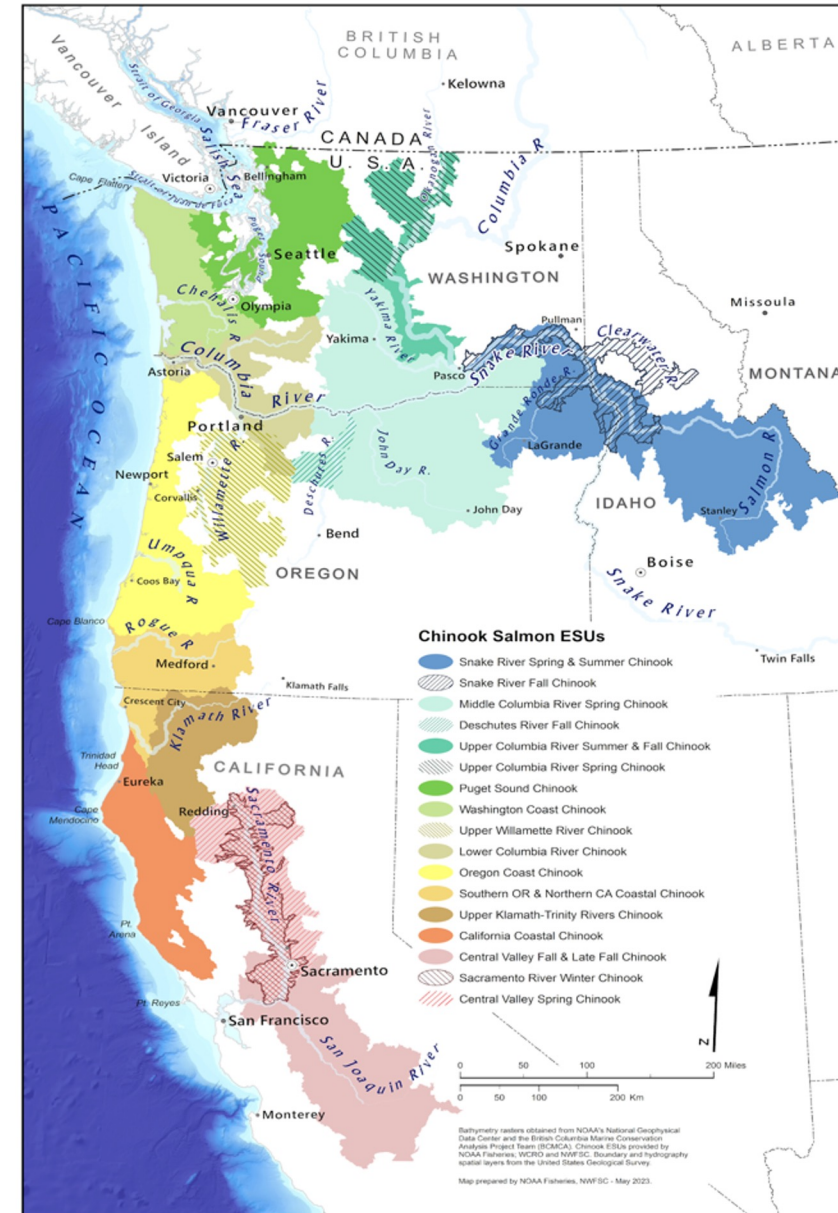 BRITISH
COLUMBIA
ALBERTA
Vancouver
Island
Strait of Georgia
Kelowna
Vancouver
Fraser River
CANADA
U. S. A.
Salish Sea
Okanogan River
Columbia R
Victoria
Bellingham
Cape Flattery
Strait of Juan de Fuca
Puget Sound
PACIFIC OCEAN
Seattle
Spokane
WASHINGTON
Olympia
Chehalis R
Missoula
Yakima River
Yakima
Pullman
Clearwater R.
Snake River
Pasco
MONTANA
Astoria
Columbia
River
Grande Ronde R.
Portland
Salem
Willamette R.
Deschutes R.
John Day R.
LaGrande
Salmon R
Newport
Corvallis
IDAHO
Stanley
John Day
Bend
Umpqua R
OREGON
Boise
Coos Bay
Snake River
Cape Blanco
Rogue R
Medford
Twin Falls
Klamath Falls
Crescent City
Klamath River
Trinidad
Head
Eureka
CALIFORNIA
Cape
Mendocino
Redding
Sacramento River
Pt.
Arena
Sacramento
Pt. Reyes
San Francisco
San Joaquin River
Monterey
Chinook Salmon ESUs
Snake River Spring & Summer Chinook
Snake River Fall Chinook
Middle Columbia River Spring Chinook
Deschutes River Fall Chinook
Upper Columbia River Summer & Fall Chinook
Upper Columbia River Spring Chinook
Puget Sound Chinook
Washington Coast Chinook
Upper Willamette River Chinook
Lower Columbia River Chinook
Oregon Coast Chinook
Southern OR & Northern CA Coastal Chinook
Upper Klamath-Trinity Rivers Chinook
California Coastal Chinook
Central Valley Fall & Late Fall Chinook
Sacramento River Winter Chinook
Central Valley Spring Chinook
N
0 50 100 200 Miles
0 50 100 200 Km
Bathymetry rasters obtained from NOAA's National Geophysical
Data Center and the British Columbia Marine Conservation
Analysis Project Team (BCMCA). Chinook ESUs provided by
NOAA Fisheries, WCRO and NWFSC. Boundary and hydrography
spatial layers from the United States Geological Survey.
Map prepared by NOAA Fisheries, NWFSC - May 2023.